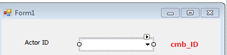 Form1
Actor ID
cmb_ID